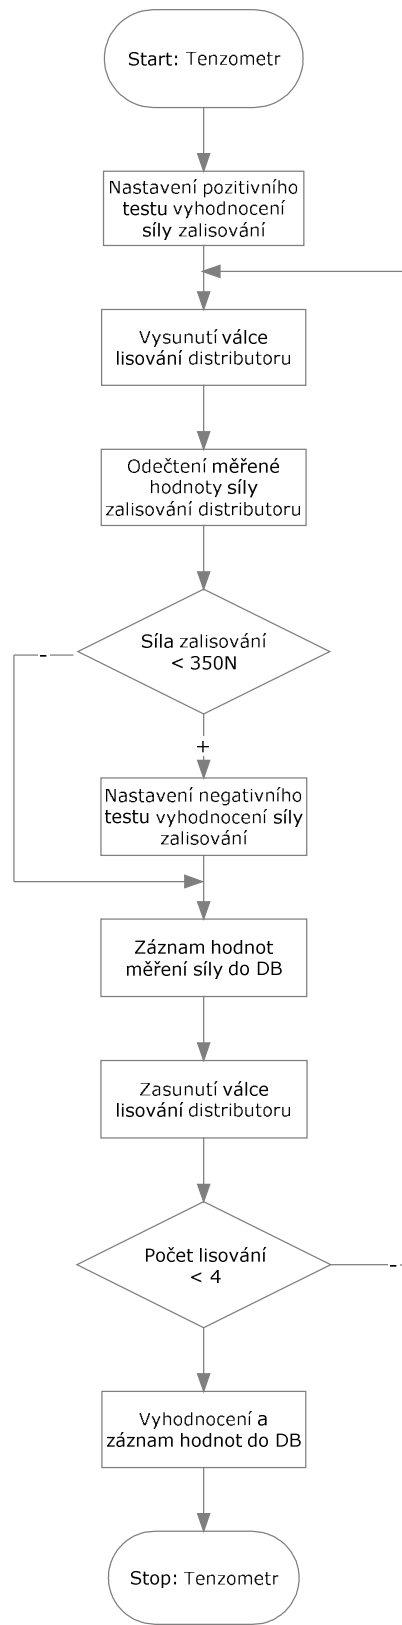 Start: Tenzometr
Nastavení pozitivního
testu vyhodnocení
síly zalisování
Vysunutí válce
lisování distributoru
Odečtení měřené
hodnoty síly
zalisování distributoru
Síla zalisování
< 350N
-
+
Nastavení negativního
testu vyhodnocení síly
zalisování
Záznam hodnot
měření síly do DB
Zasunutí válce
lisování distributoru
Počet lisování
< 4
-
Vyhodnocení a
záznam hodnot do DB
Stop: Tenzometr